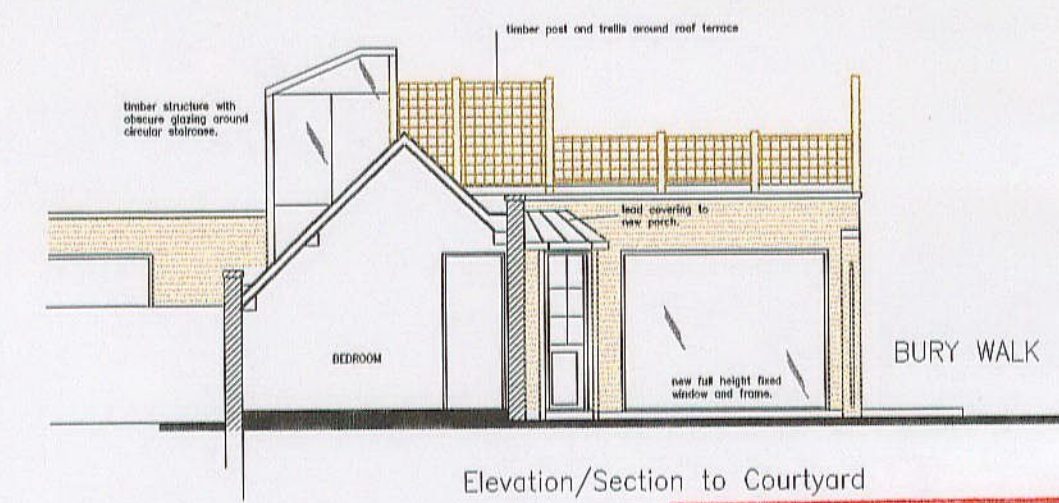 timber post and trellis around roof terrace
timber structure with
obscure glazing around
circular staircase.
lead covering to
new porch.
BEDROOM
new full height fixed
window and frame.
BURY WALK
Elevation/Section to Courtyard